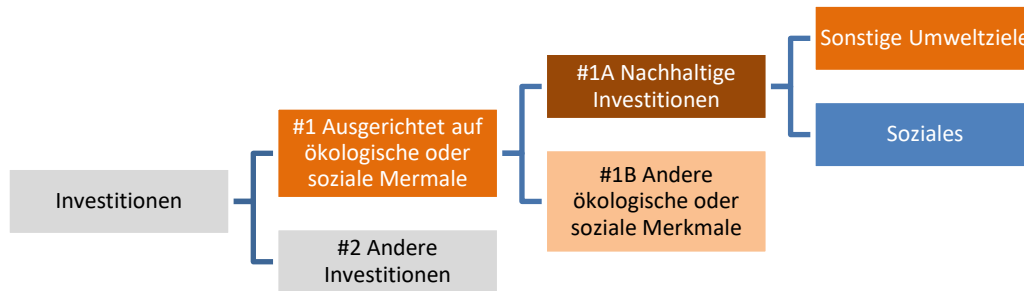 Investitionen
#1 Ausgerichtet auf
ökologische oder
soziale Mermale
#2 Andere
Investitionen
#1A Nachhaltige
Investitionen
#1B Andere
ökologische oder
soziale Merkmale
Sonstige Umweltziele
Soziales